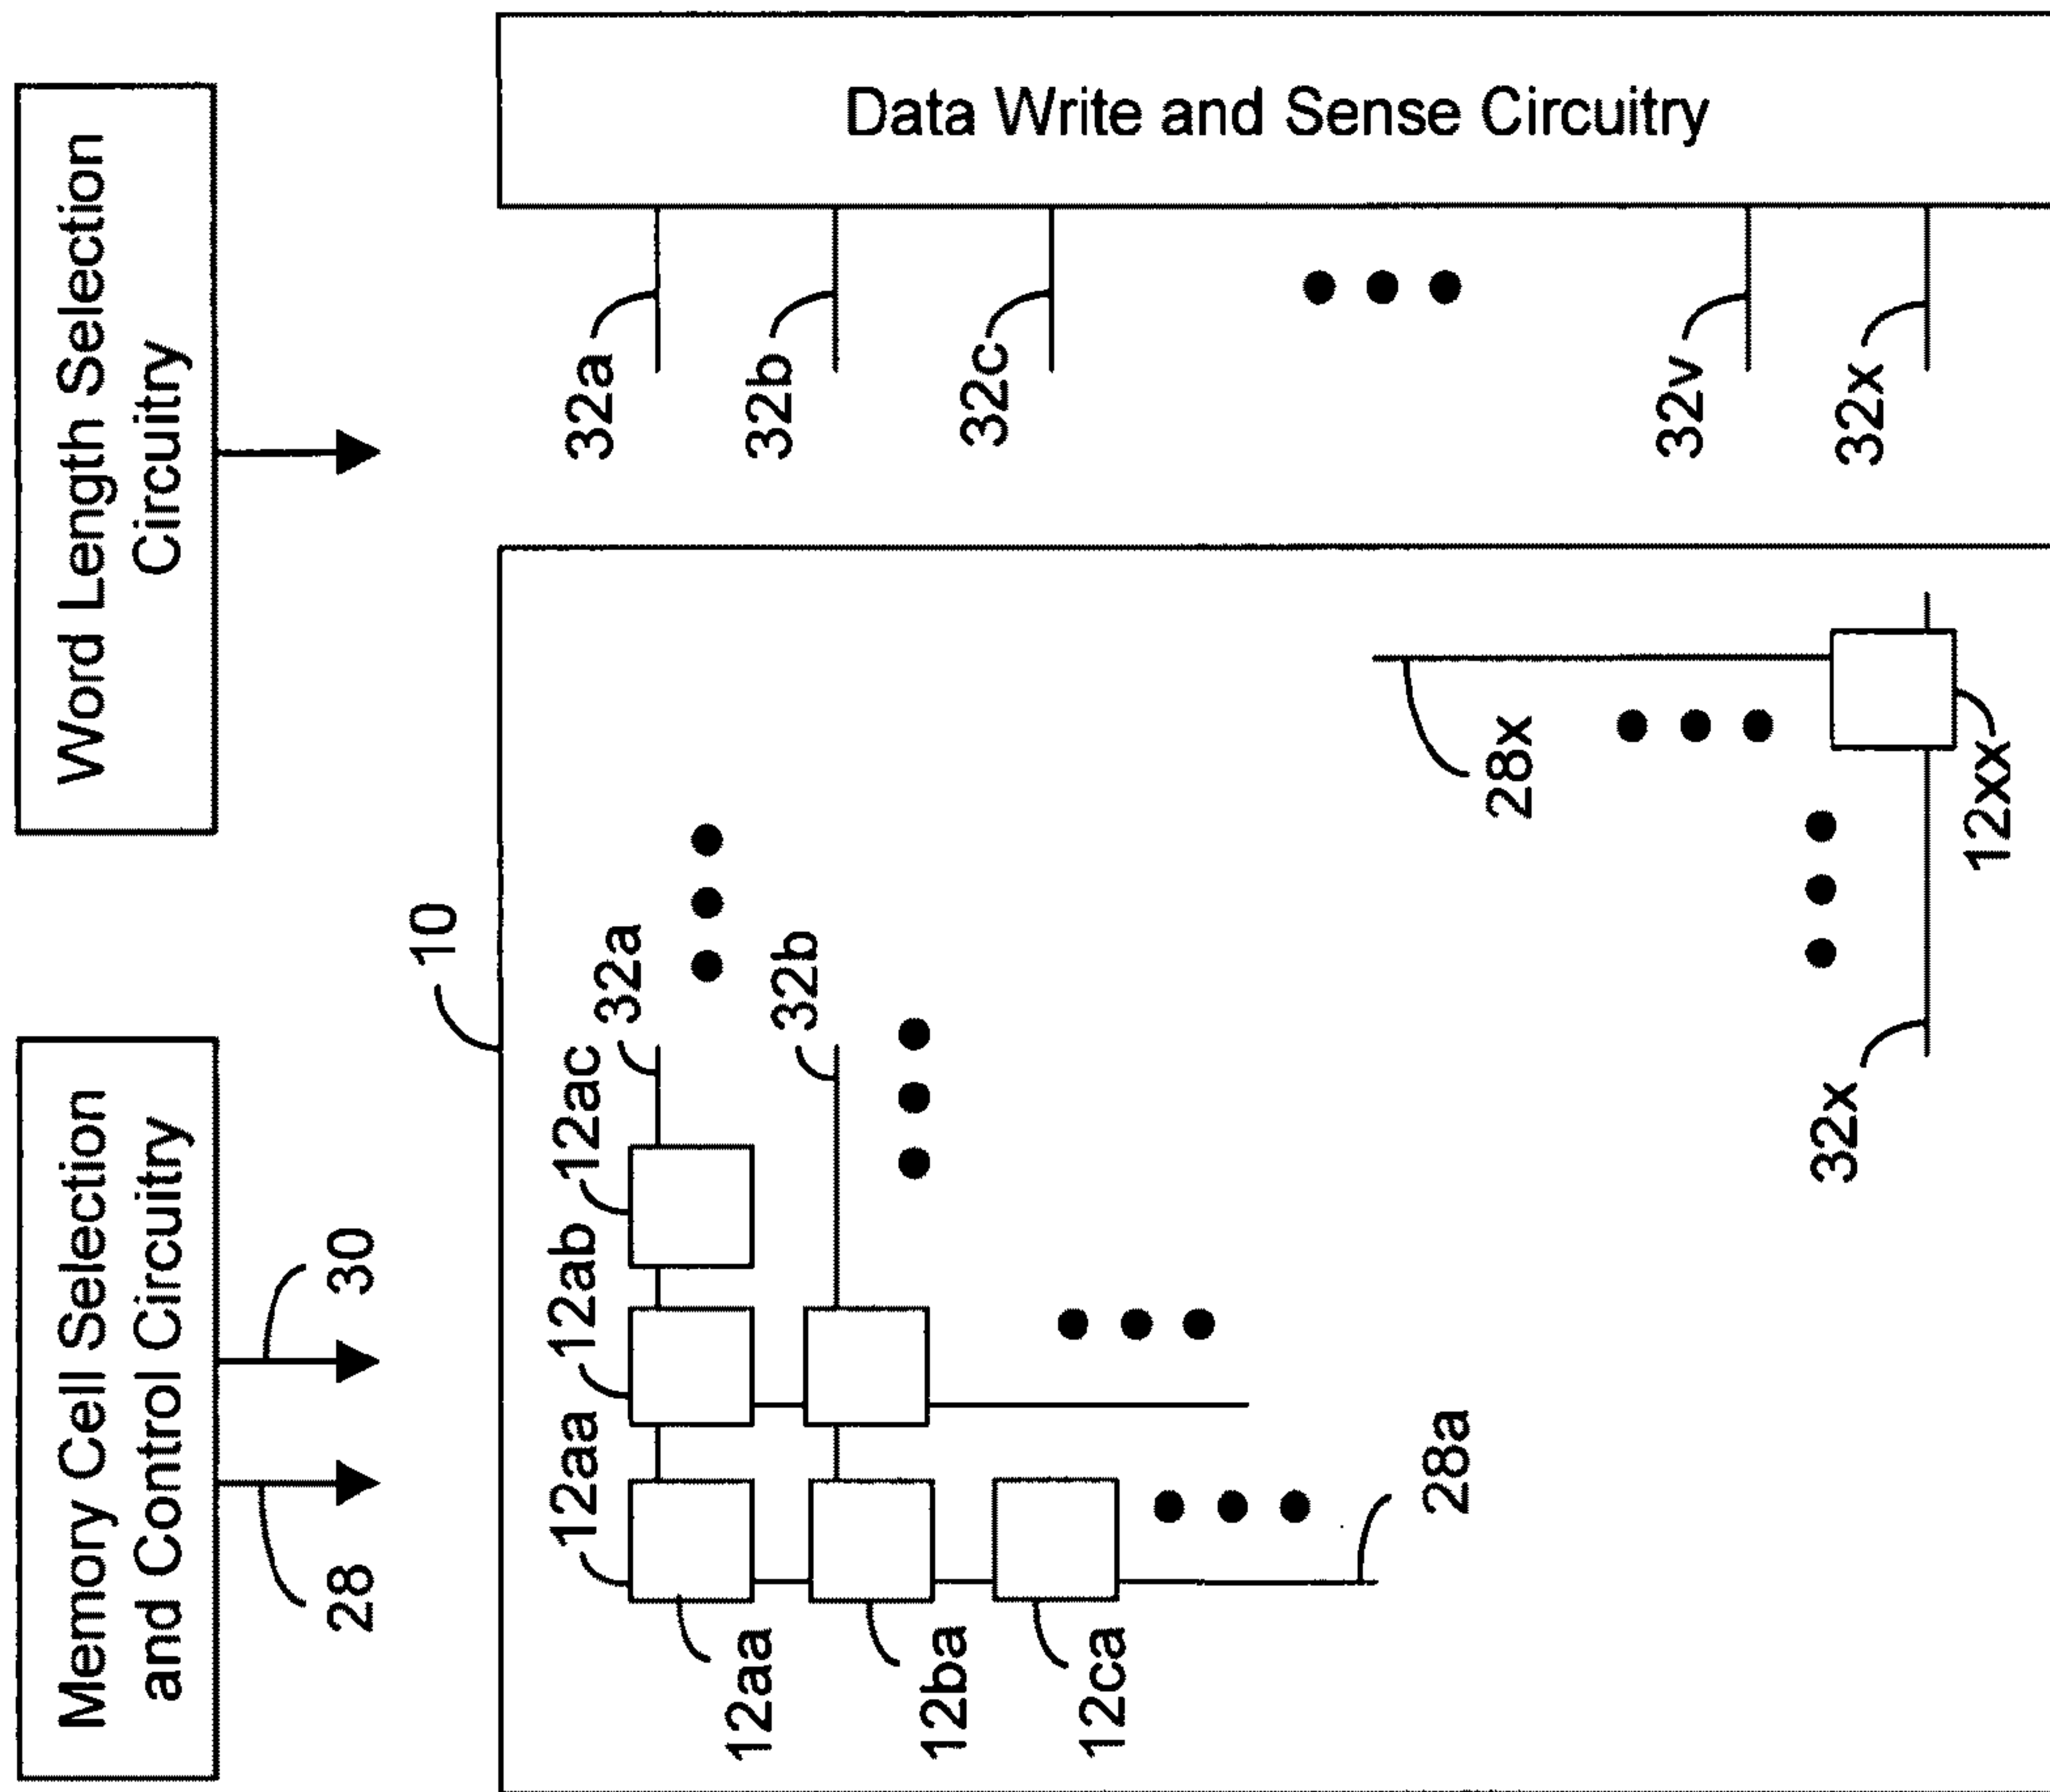 Memory Cell Selection
and Control Circuitry
Word Length Selection
Circuitry
28
30
10
12aa
12ab
12ac
32a
32b
12aa
12ba
12ca
28a
28x
32x
12xx
32a
32b
32c
32v
32x
Data Write and Sense Circuitry